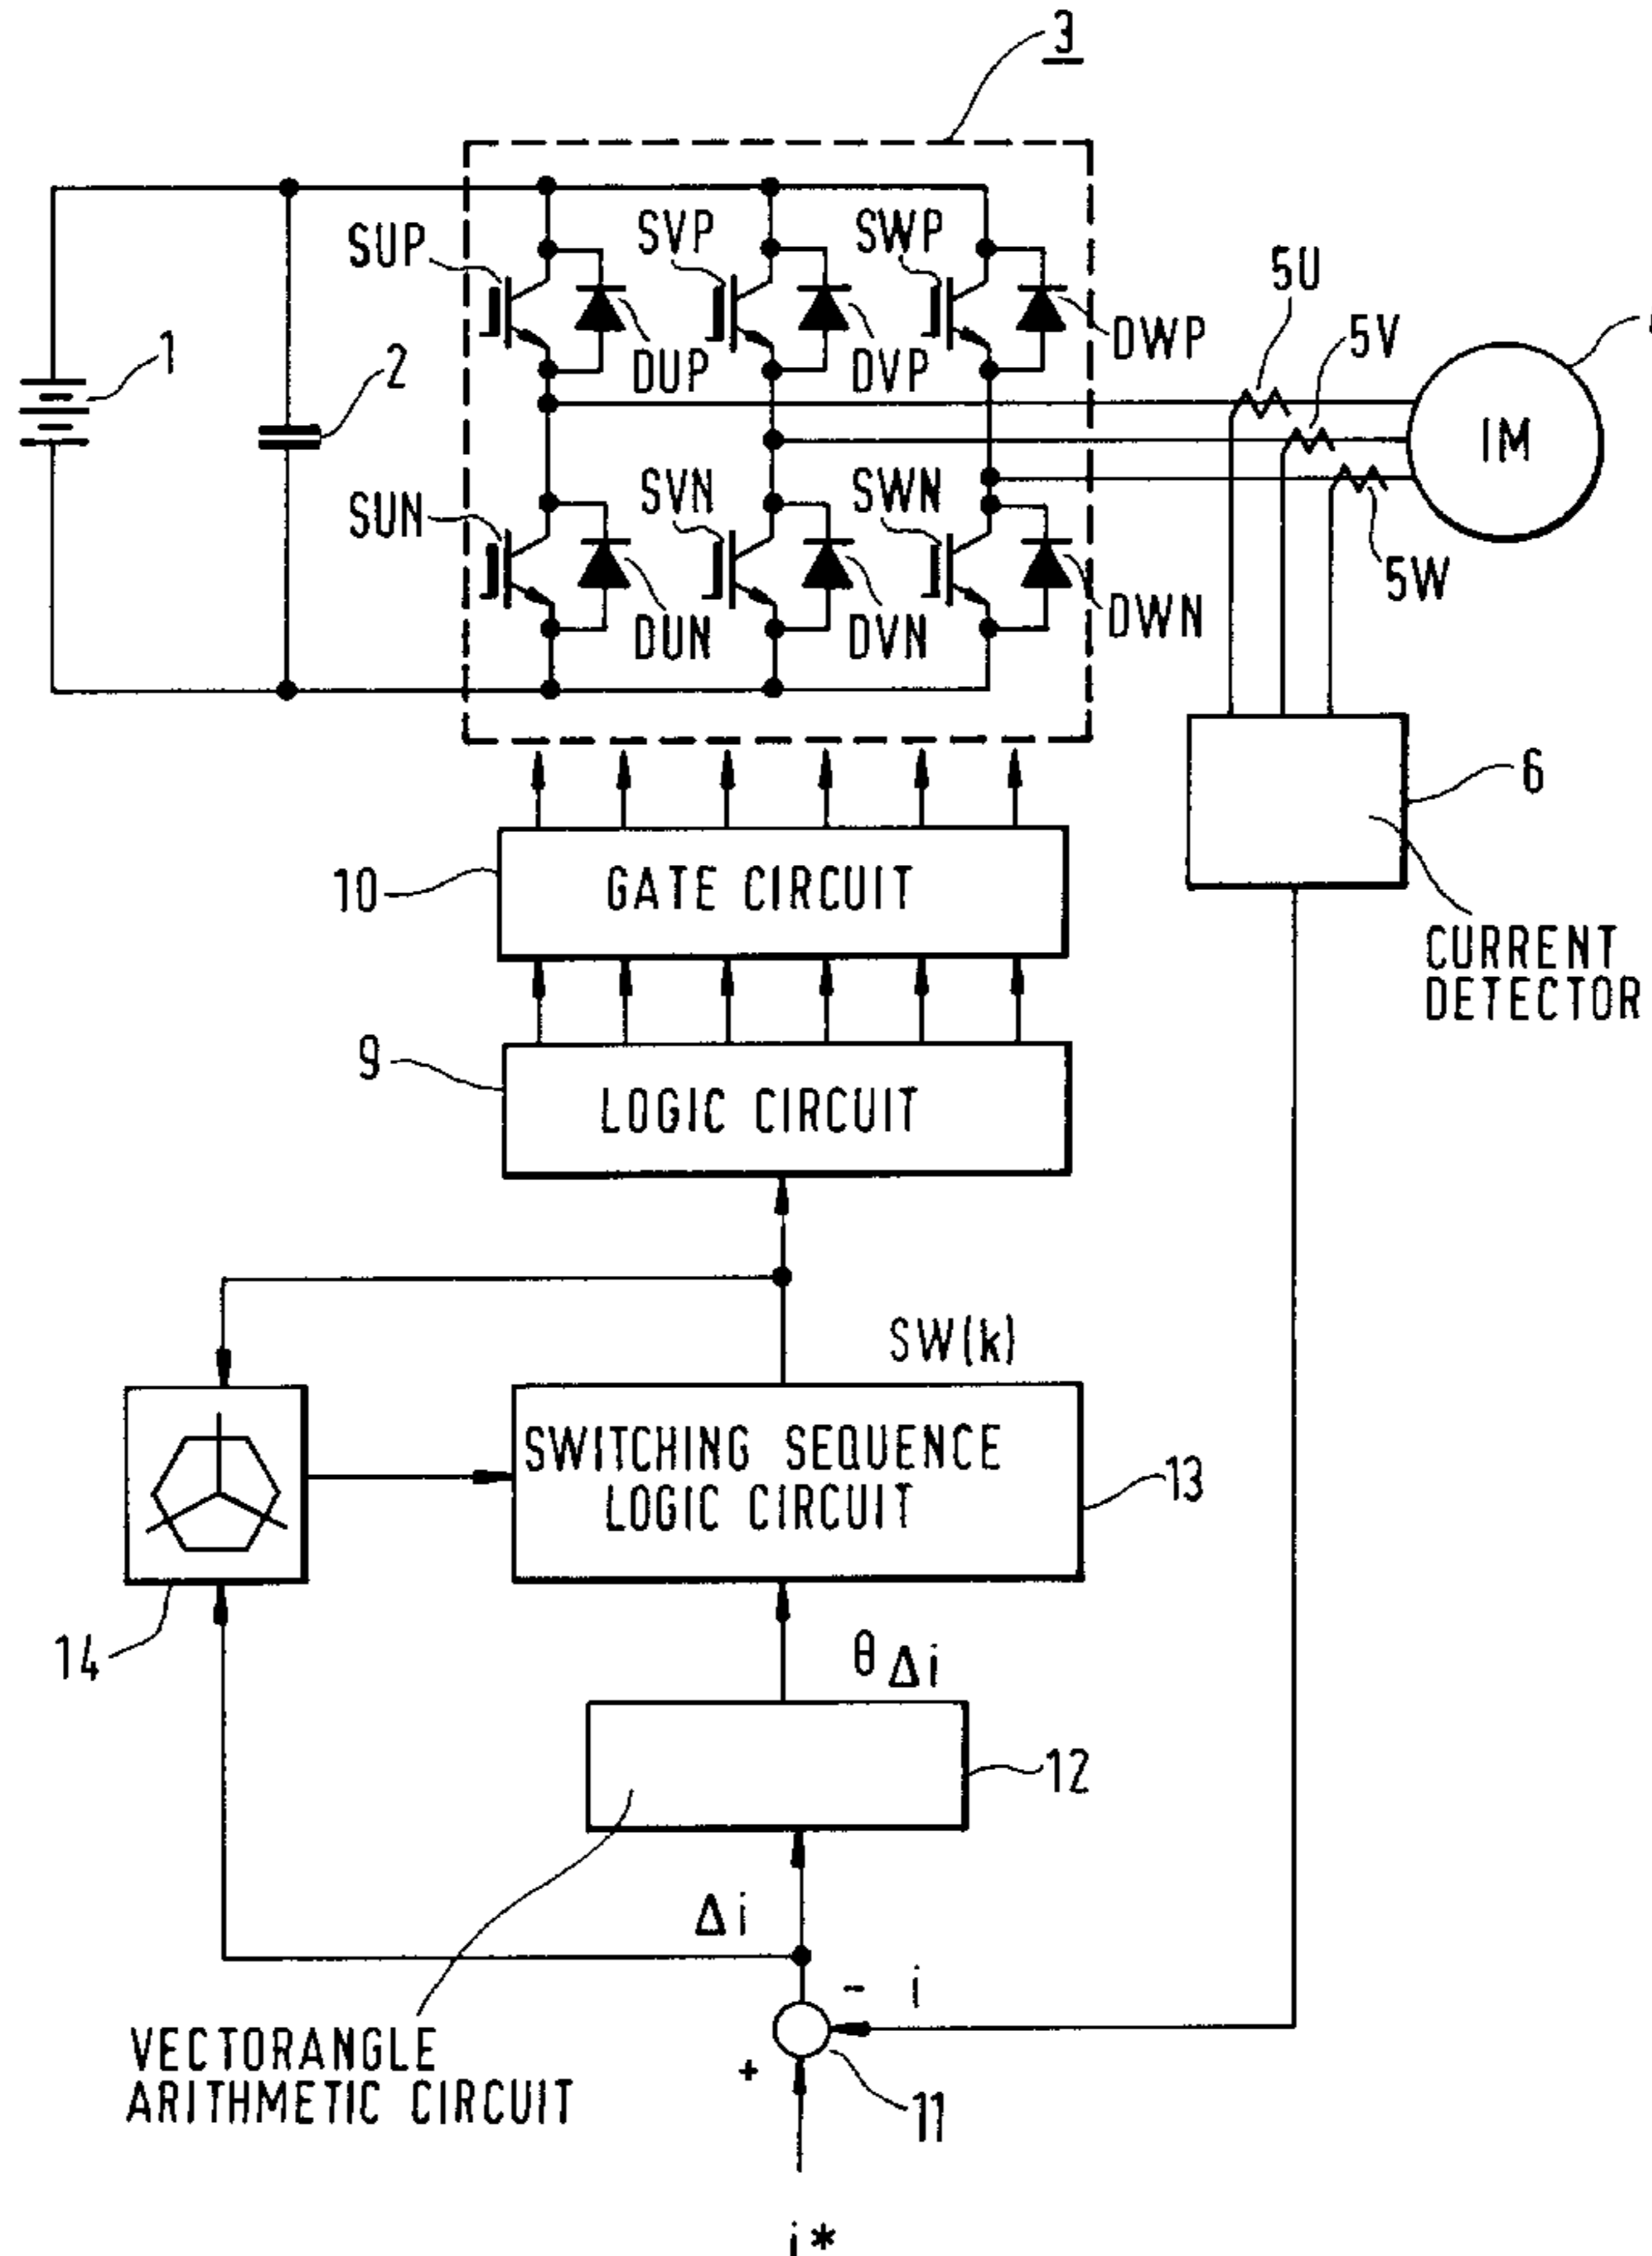 3
SUP
SVP
SWP
5U
5V
1
2
DUP
DVP
DWP
IM
SUN
SVN
SWN
5W
DUN
DVN
DWN
6
10
GATE CIRCUIT
CURRENT
DETECTOR
9
LOGIC CIRCUIT
SW(k)
SWITCHING SEQUENCE
LOGIC CIRCUIT
13
14
θΔi
12
Δi
- i
VECTORANGLE
ARITHMETIC CIRCUIT
+
11
i*